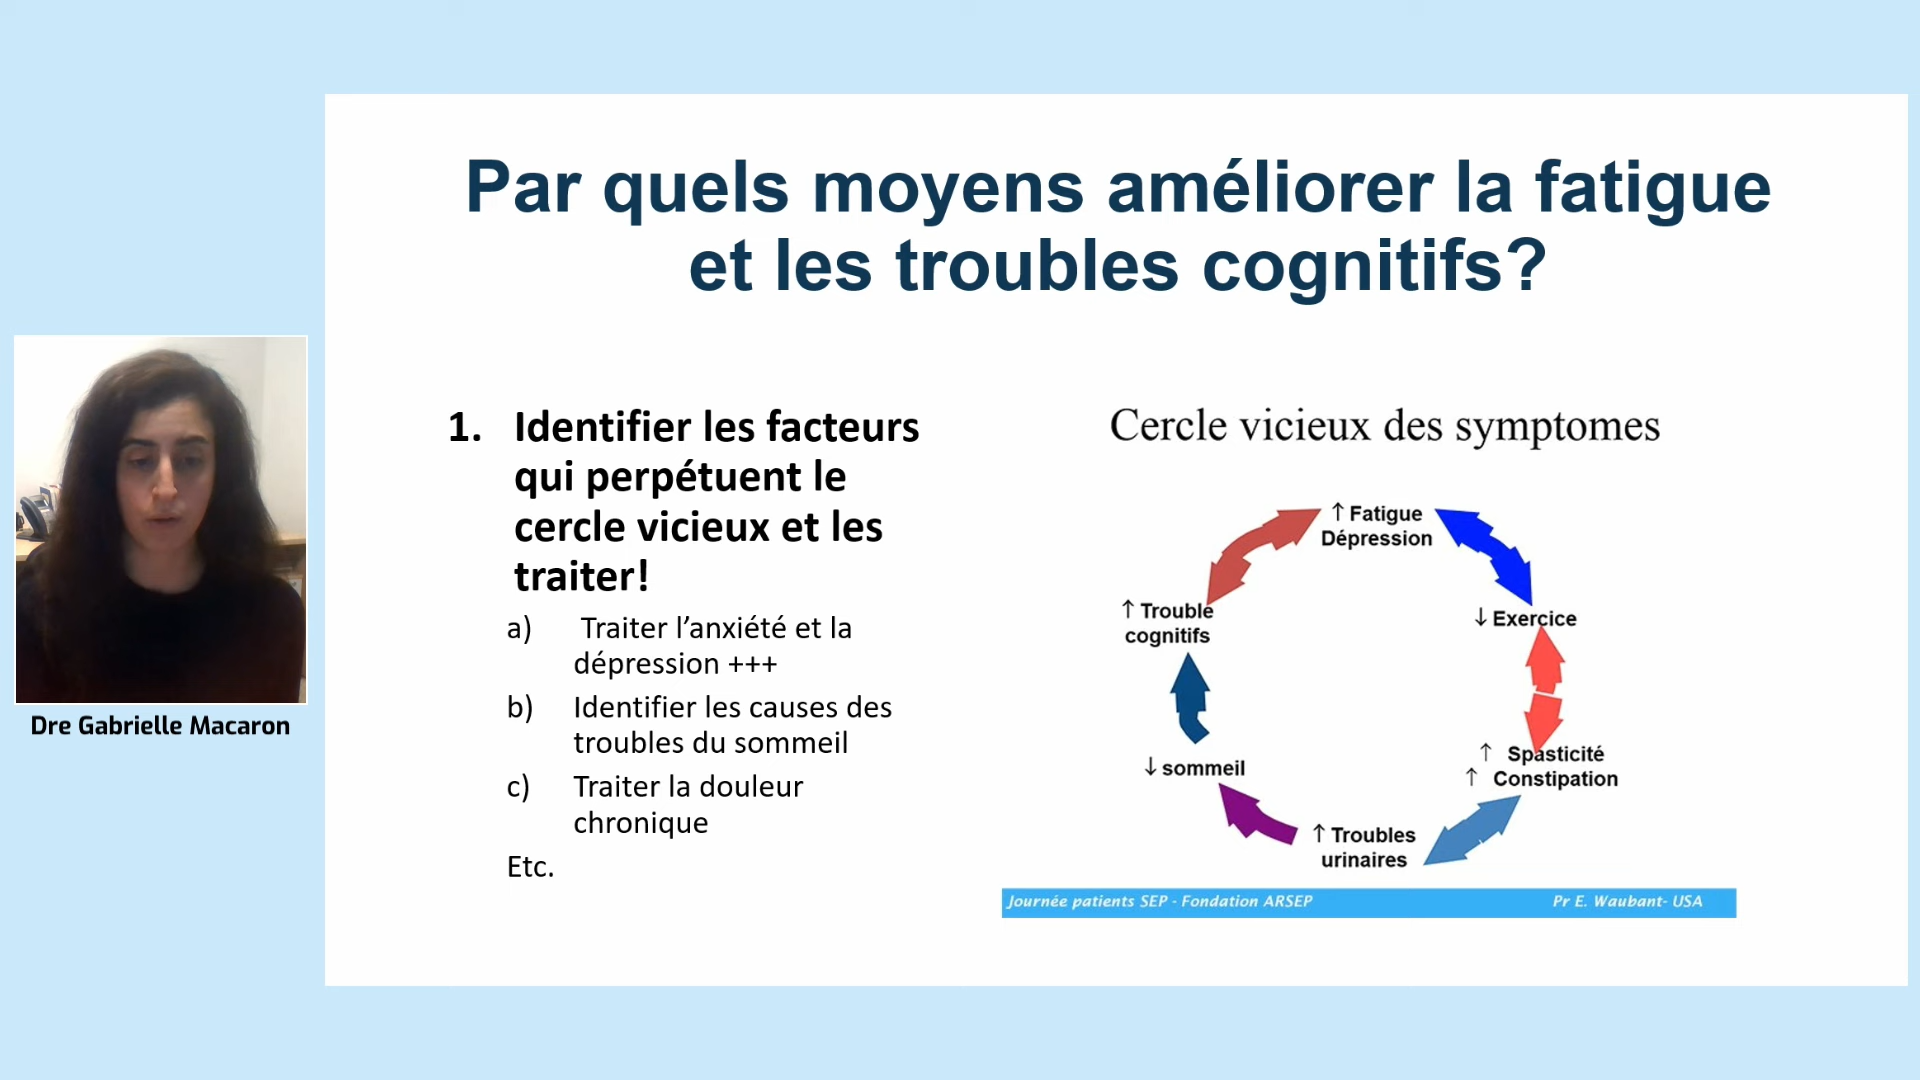 Par quels moyens améliorer la fatigue
et les troubles cognitifs?
1. Identifier les facteurs
qui perpétuent le
cercle vicieux et les
traiter!
a) Traiter l’anxiété et la
dépression +++
b) Identifier les causes des
troubles du sommeil
c) Traiter la douleur
chronique
Etc.
Cercle vicieux des symptomes
↑ Fatigue
Dépression
↓ Exercice
↑ Spasticité
↑ Constipation
↑ Troubles
urinaires
↓ sommeil
↑ Trouble
cognitifs
Journée patients SEP - Fondation ARSEP
Pr E. Waubant- USA
Dre Gabrielle Macaron